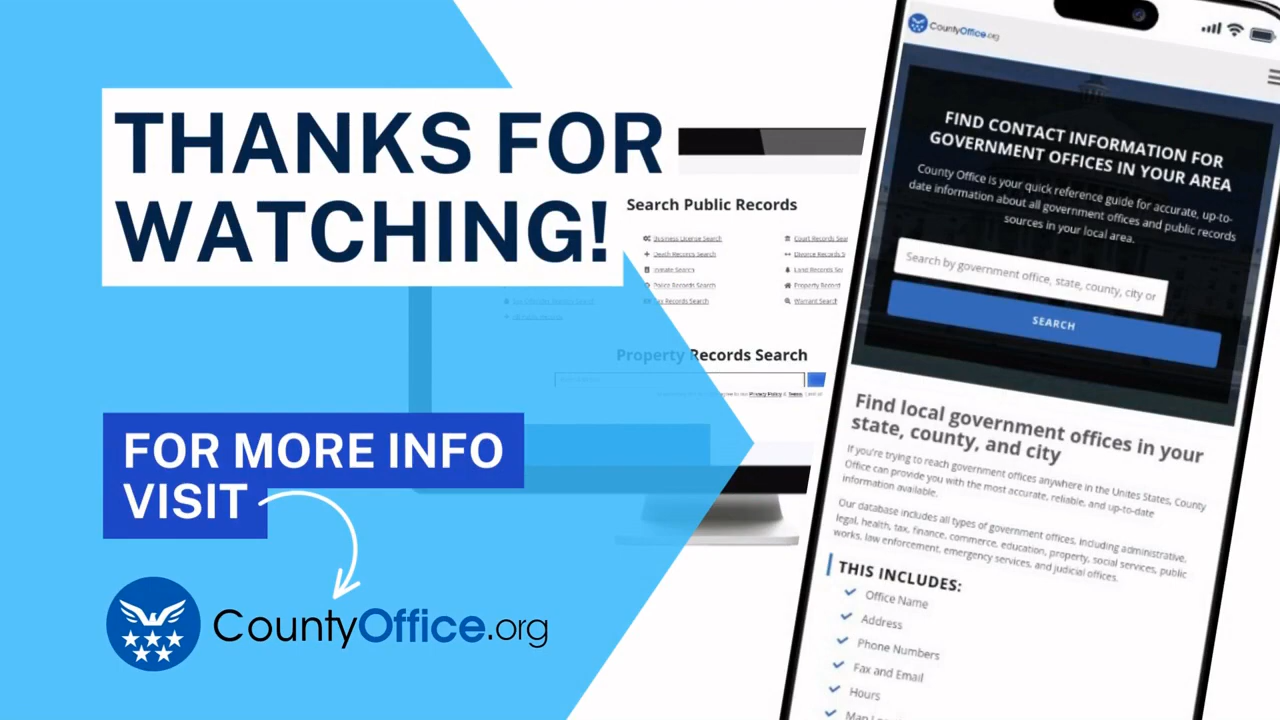 THANKS FOR
WATCHING!
FOR MORE INFO
VISIT
CountyOffice.org
Search Public Records
Business License Search
Death Records Search
Inmate Search
Police Records Search
Tax Records Search
Court Records Sear
Divorce Records S
Land Records Sea
Property Record
Warrant Search
Property Records Search
Privacy Policy & Terms
CountyOffice.org
FIND CONTACT INFORMATION FOR
GOVERNMENT OFFICES IN YOUR AREA
County Office is your quick reference guide for accurate, up-to-
date information about all government offices and public records
sources in your local area.
Search by government office, state, county, city or
SEARCH
Find local government offices in your
state, county, and city
If you're trying to reach government offices anywhere in the Unites States, County
Office can provide you with the most accurate, reliable, and up-to-date
information available.
Our database includes all types of government offices, including administrative,
legal, health, tax, finance, commerce, education, property, social services, public
works, law enforcement, emergency services, and judicial offices.
THIS INCLUDES:
Office Name
Address
Phone Numbers
Fax and Email
Hours
Map